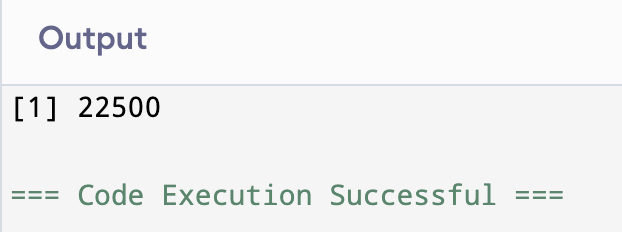 Output
[1] 22500
=== Code Execution Successful ===